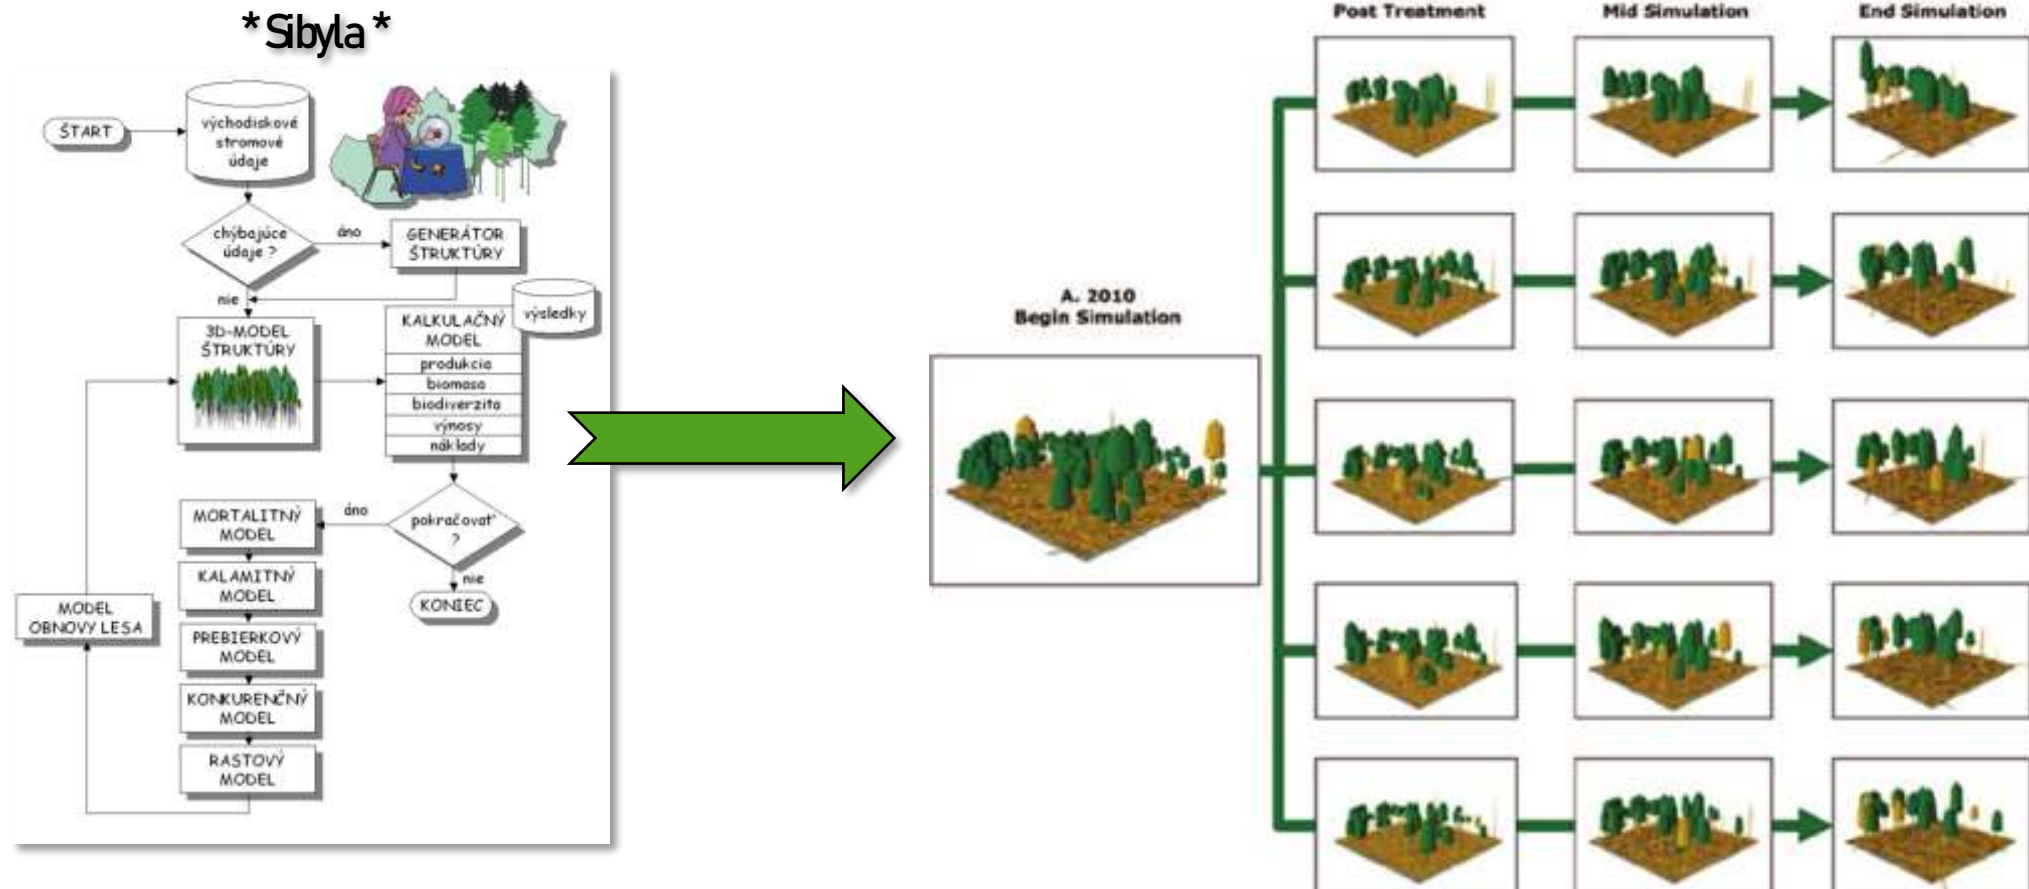 *Sibyla*
ŠTART
východiskové
stromové
údaje
chýbajúce
údaje ?
áno
GENERÁTOR
ŠTRUKTÚRY
nie
3D-MODEL
ŠTRUKTÚRY
KALKULAČNÝ
MODEL
produkcia
biomasa
biodiverzita
výnosy
náklady
výsledky
pokračovať
?
áno
nie
KONIEC
MORTALITNÝ
MODEL
KALAMITNÝ
MODEL
PREBIERKOVÝ
MODEL
KONKURENČNÝ
MODEL
RASTOVÝ
MODEL
MODEL
OBNOVY LESA
A. 2010
Begin Simulation
Post Treatment
Mid Simulation
End Simulation